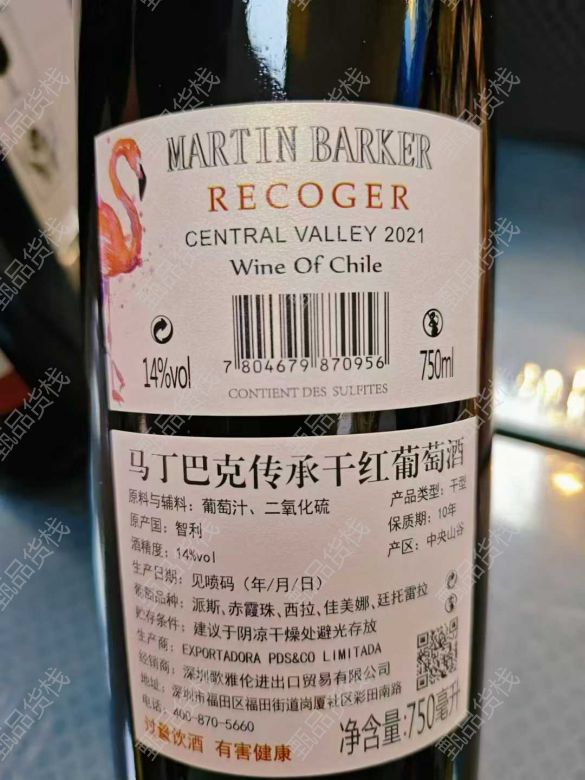 MARTIN BARKER
RECOGER
CENTRAL VALLEY 2021
Wine Of Chile
14%vol
7 804679 870956
750ml
CONTIENT DES SULFITES
马丁巴克传承干红葡萄酒
原料与辅料：葡萄汁、二氧化硫
产品类型：干型
原产国：智利
保质期：10年
酒精度：14%vol
产区：中央山谷
生产日期：见喷码（年/月/日）
葡萄品种：派斯、赤霞珠、西拉、佳美娜、廷托雷拉
贮存条件：建议于阴凉干燥处避光存放
生产商：EXPORTADORA PDS&CO LIMITADA
经销商：深圳歌雅伦进出口贸易有限公司
地址：深圳市福田区福田街道岗厦社区彩田南路
电话：400-870-5660
净含量：750毫升
过量饮酒 有害健康
甄品货栈